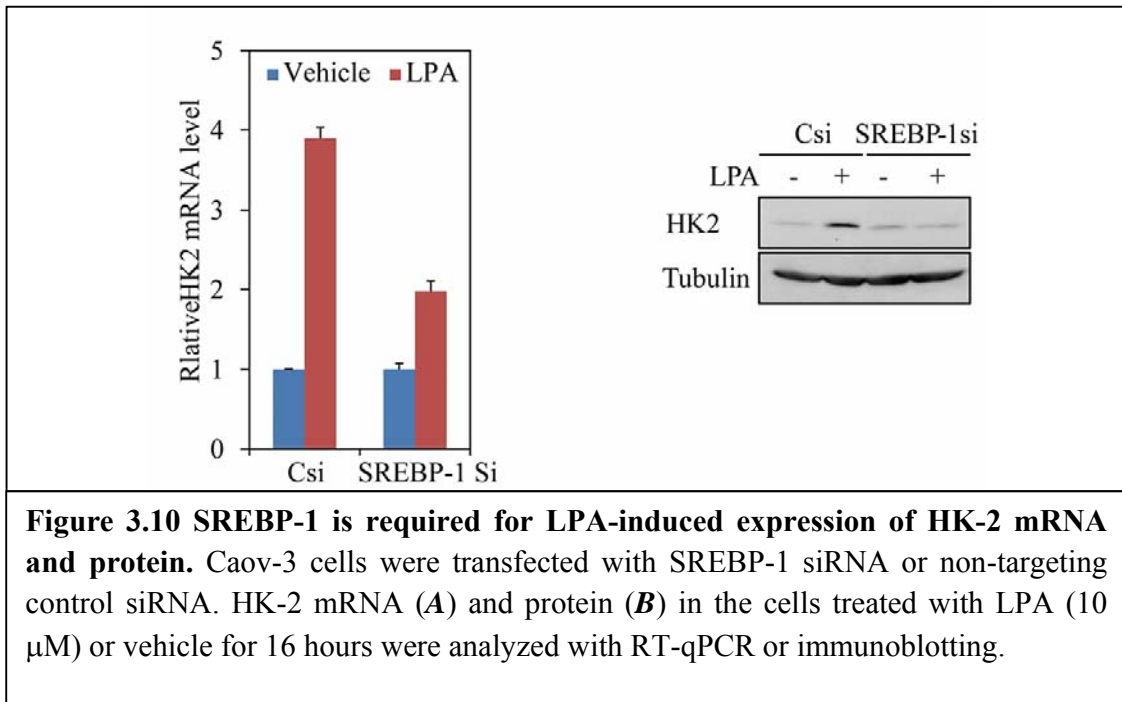 5
Vehicle LPA
4
3
2
1
0
RlativeHK2 mRNA level
Csi SREBP-1 Si
Csi SREBP-1si
LPA - + - +
HK2
Tubulin
Figure 3.10 SREBP-1 is required for LPA-induced expression of HK-2 mRNA
and protein. Caov-3 cells were transfected with SREBP-1 siRNA or non-targeting
control siRNA. HK-2 mRNA (A) and protein (B) in the cells treated with LPA (10
μM) or vehicle for 16 hours were analyzed with RT-qPCR or immunoblotting.